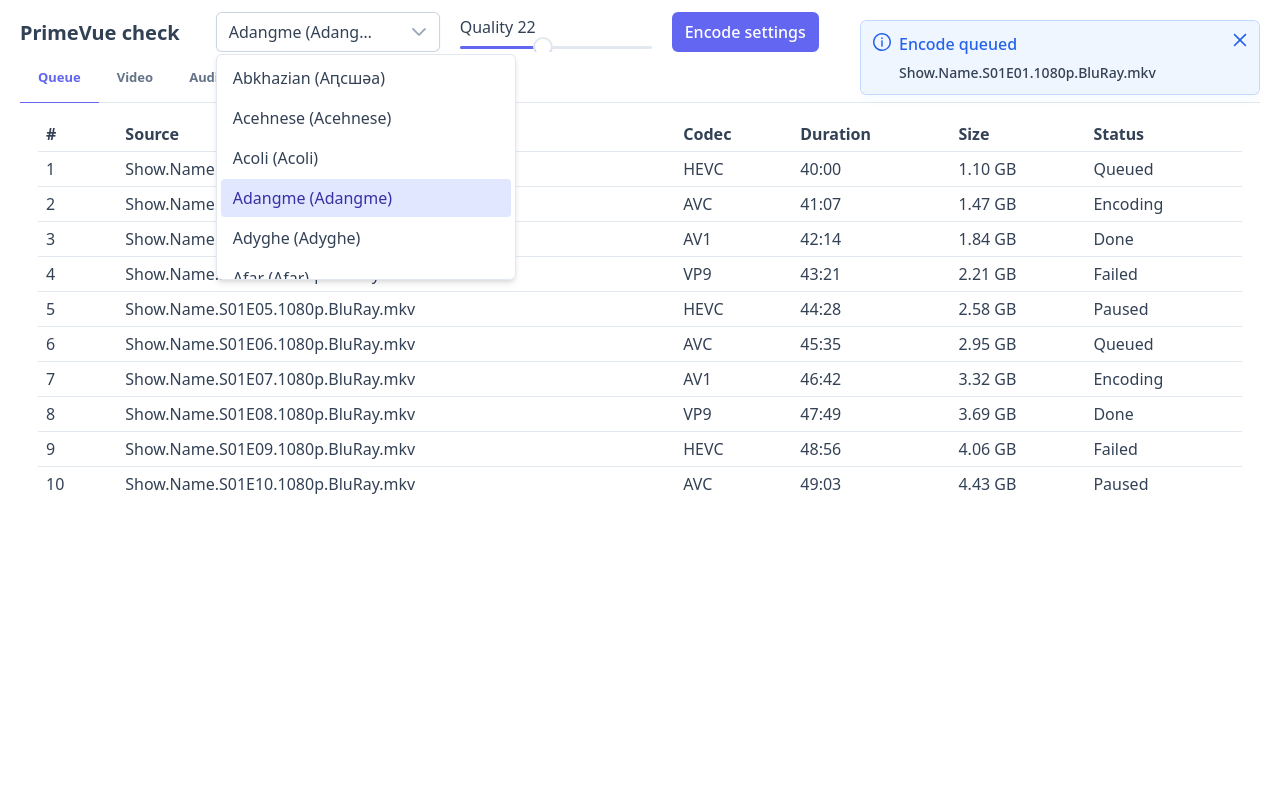 PrimeVue check
Adangme (Adang...
Quality 22
Encode settings
Encode queued
Show.Name.S01E01.1080p.BluRay.mkv
Queue Video
Abkhazian (Аҧсшәа)
Acehnese (Acehnese)
Acoli (Acoli)
Adangme (Adangme)
Adyghe (Adyghe)
Afar (Afar)
# Source Codec Duration Size Status
1 Show.Name HEVC 40:00 1.10 GB Queued
2 Show.Name. AVC 41:07 1.47 GB Encoding
3 Show.Name. AV1 42:14 1.84 GB Done
4 Show.Name. VP9 43:21 2.21 GB Failed
5 Show.Name.S01E05.1080p.BluRay.mkv HEVC 44:28 2.58 GB Paused
6 Show.Name.S01E06.1080p.BluRay.mkv AVC 45:35 2.95 GB Queued
7 Show.Name.S01E07.1080p.BluRay.mkv AV1 46:42 3.32 GB Encoding
8 Show.Name.S01E08.1080p.BluRay.mkv VP9 47:49 3.69 GB Done
9 Show.Name.S01E09.1080p.BluRay.mkv HEVC 48:56 4.06 GB Failed
10 Show.Name.S01E10.1080p.BluRay.mkv AVC 49:03 4.43 GB Paused